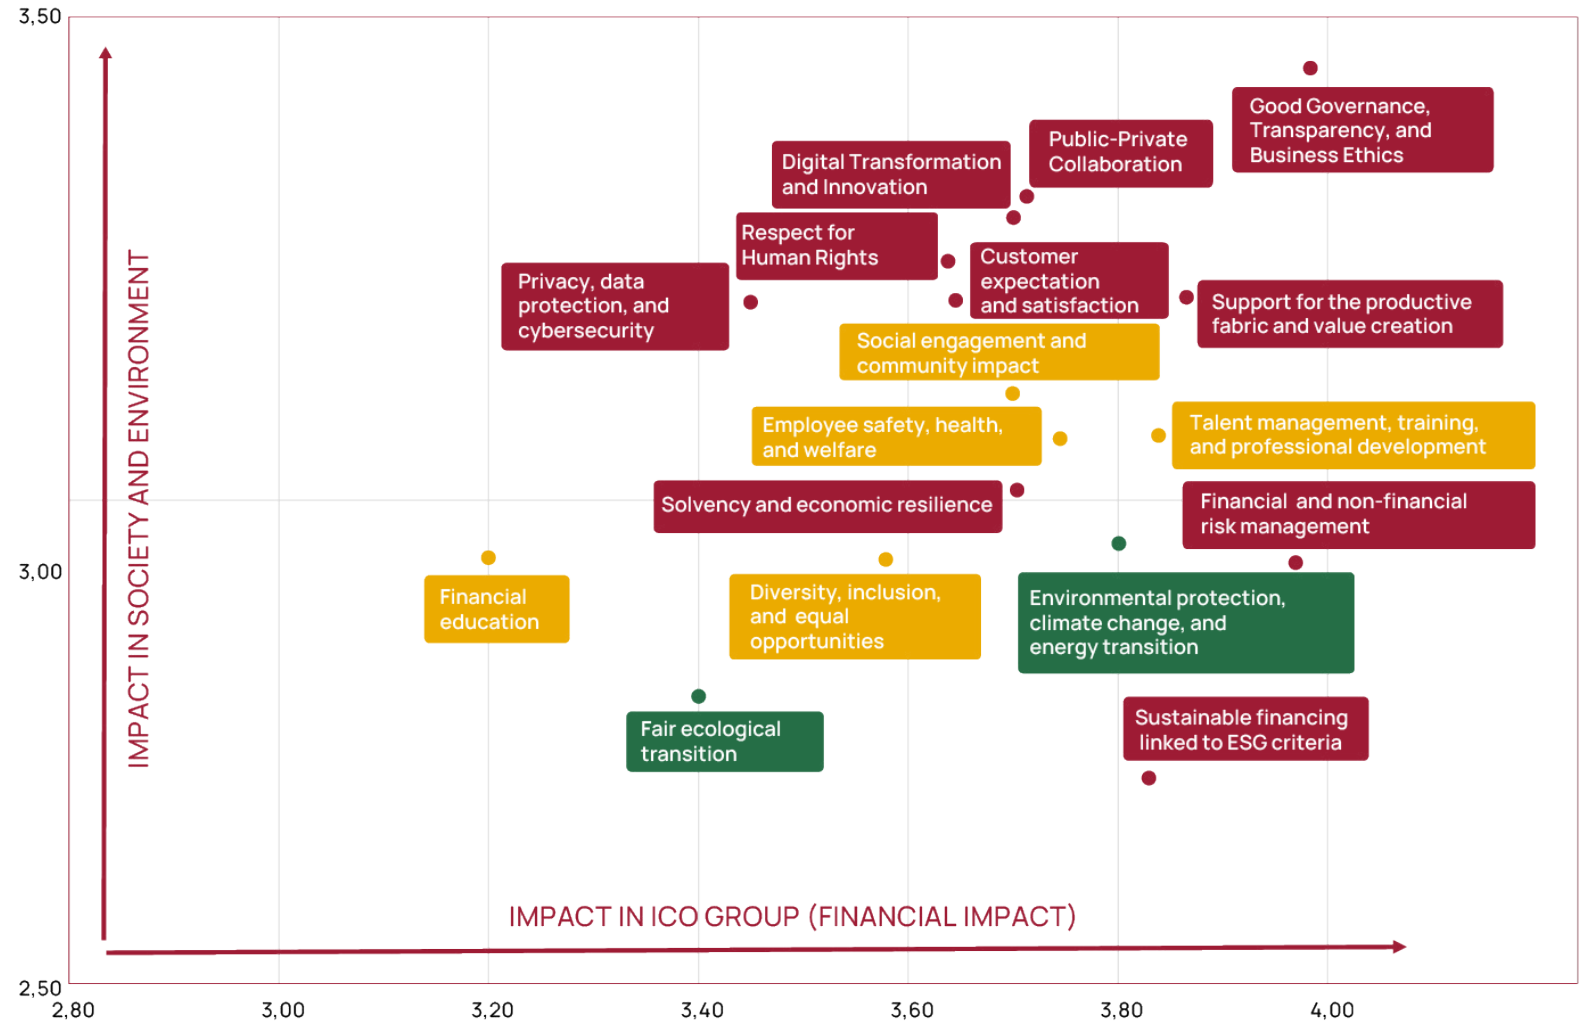 3,50
Good Governance,
Transparency, and
Business Ethics
Public-Private
Collaboration
Digital Transformation
and Innovation
Respect for
Human Rights
Customer
expectation
and satisfaction
Privacy, data
protection, and
cybersecurity
Support for the productive
fabric and value creation
Social engagement and
community impact
Employee safety, health,
and welfare
Talent management, training,
and professional development
Solvency and economic resilience
Financial and non-financial
risk management
3,00
Financial
education
Diversity, inclusion,
and equal
opportunities
Environmental protection,
climate change, and
energy transition
Fair ecological
transition
Sustainable financing
linked to ESG criteria
IMPACT IN SOCIETY AND ENVIRONMENT
IMPACT IN ICO GROUP (FINANCIAL IMPACT)
2,50
2,80 3,00 3,20 3,40 3,60 3,80 4,00